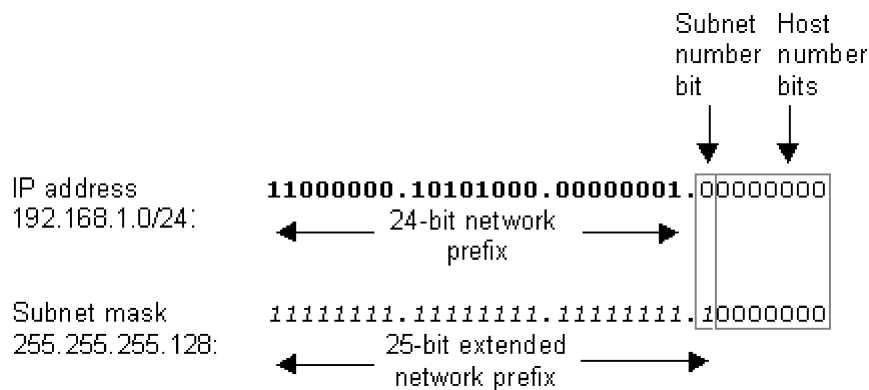 Subnet number bit
Host number bits
IP address
192.168.1.0/24:
11000000.10101000.00000001.00000000
24-bit network
prefix
Subnet mask
255.255.255.128:
11111111.11111111.11111111.10000000
25-bit extended
network prefix